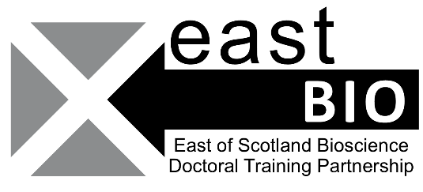 east
BIO
East of Scotland Bioscience
Doctoral Training Partnership